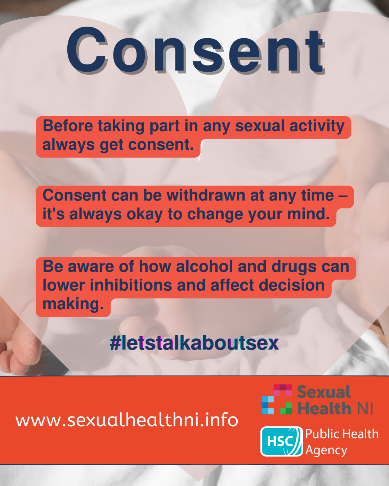 Consent
Before taking part in any sexual activity
always get consent.
Consent can be withdrawn at any time –
it's always okay to change your mind.
Be aware of how alcohol and drugs can
lower inhibitions and affect decision
making.
#letstalkaboutsex
www.sexualhealthni.info
Sexual
Health NI
HSC Public Health
Agency